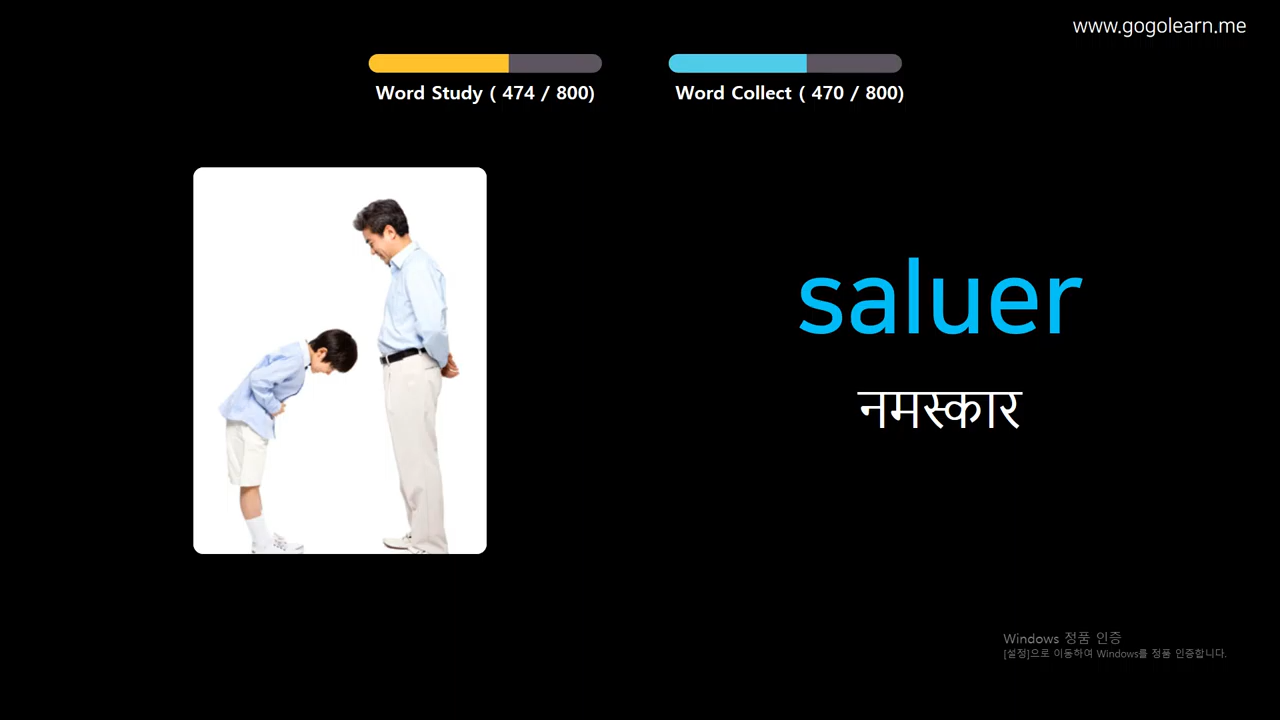 www.gogolearn.me
Word Study ( 474 / 800)
Word Collect ( 470 / 800)
saluer
नमस्कार
Windows 정품 인증
[설정]으로 이동하여 Windows를 정품 인증합니다.